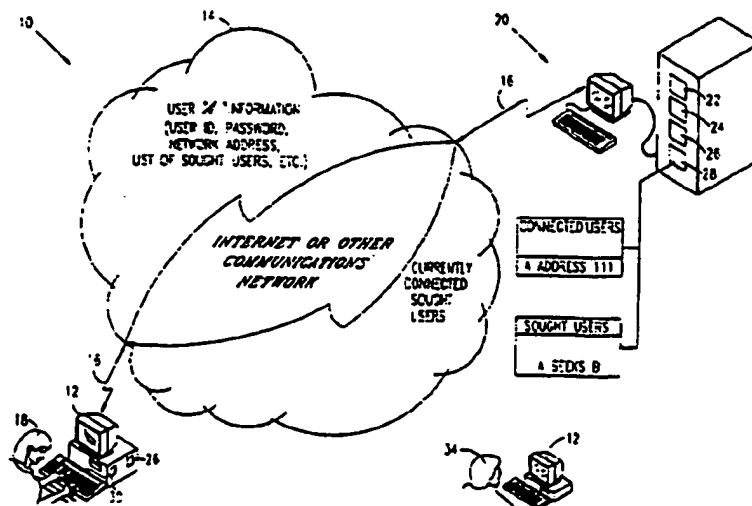 10
14
20
16
22
24
26
28
USER INFORMATION
(USER ID, PASSWORD,
NETWORK ADDRESS,
LIST OF SOUGHT USERS, ETC.)
INTERNET OR OTHER
COMMUNICATIONS
NETWORK
CURRENTLY
CONNECTED
SOUGHT
USERS
CONNECTED USERS
A ADDRESS 111
SOUGHT USERS
A SEEKS B
16
12
18
26
34
12